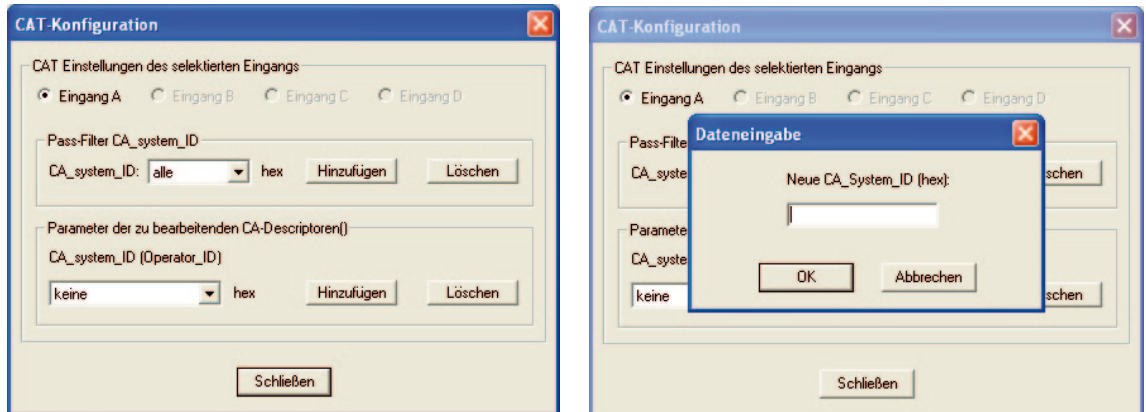 CAT-Konfiguration
CAT Einstellungen des selektierten Eingangs
Eingang A Eingang B Eingang C Eingang D
Pass-Filter CA_system_ID
CA_system_ID: alle hex Hinzufügen Löschen
Parameter der zu bearbeitenden CA-Descriptoren()
CA_system_ID (Operator_ID)
keine hex Hinzufügen Löschen
Schließen
CAT-Konfiguration
CAT Einstellungen des selektierten Eingangs
Eingang A Eingang B Eingang C Eingang D
Pass-Filte
CA_syste schen
Dateneingabe
Neue CA_System_ID (hex):
OK Abbrechen
Paramete
CA_syste
keine schen
Schließen